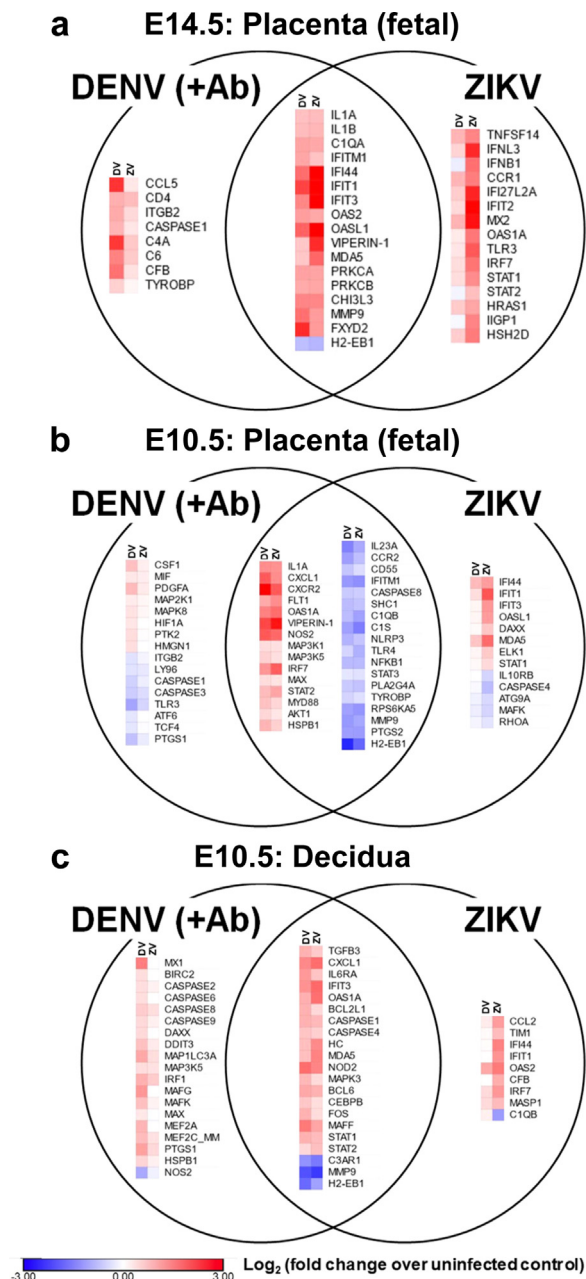 a E14.5: Placenta (fetal)
DENV (+Ab)
ZIKV
DV ZV
CCL5
CD4
ITGB2
CASPASE1
C4A
C6
CFB
TYROBP
DV ZV
IL1A
IL1B
C1QA
IFITM1
IFI44
IFIT1
IFIT3
OAS2
OASL1
VIPERIN-1
MDA5
PRKCA
PRKCB
CHI3L3
MMP9
FXYD2
H2-EB1
DV ZV
TNFSF14
IFNL3
IFNB1
CCR1
IFI27L2A
IFIT2
MX2
OAS1A
TLR3
IRF7
STAT1
STAT2
HRAS1
IIGP1
HSH2D
b E10.5: Placenta (fetal)
DENV (+Ab)
ZIKV
DV ZV
CSF1
MIF
PDGFA
MAP2K1
MAPK8
HIF1A
PTK2
HMGN1
ITGB2
LY96
CASPASE1
CASPASE3
TLR3
ATF6
TCF4
PTGS1
DV ZV
IL1A
CXCL1
CXCR2
FLT1
OAS1A
VIPERIN-1
NOS2
MAP3K1
MAP3K5
IRF7
MAX
STAT2
MYD88
AKT1
HSPB1
DV ZV
IL23A
CCR2
CD55
IFITM1
CASPASE8
SHC1
C1QB
C1S
NLRP3
TLR4
NFKB1
STAT3
PLA2G4A
TYROBP
RPS6KA5
MMP9
PTGS2
H2-EB1
DV ZV
IFI44
IFIT1
IFIT3
OASL1
DAXX
MDA5
ELK1
STAT1
IL10RB
CASPASE4
ATG9A
MAFK
RHOA
c E10.5: Decidua
DENV (+Ab)
ZIKV
DV ZV
MX1
BIRC2
CASPASE2
CASPASE6
CASPASE8
CASPASE9
DAXX
DDIT3
MAP1LC3A
MAP3K5
IRF1
MAFG
MAFK
MAX
MEF2A
MEF2C_MM
PTGS1
HSPB1
NOS2
DV ZV
TGFB3
CXCL1
IL6RA
IFIT3
OAS1A
BCL2L1
CASPASE1
CASPASE4
HC
MDA5
NOD2
MAPK3
BCL6
CEBPB
FOS
MAFF
STAT1
STAT2
C3AR1
MMP9
H2-EB1
DV ZV
CCL2
TIM1
IFI44
IFIT1
OAS2
CFB
IRF7
MASP1
C1QB
-3.00 0.00 3.00 Log2 (fold change over uninfected control)